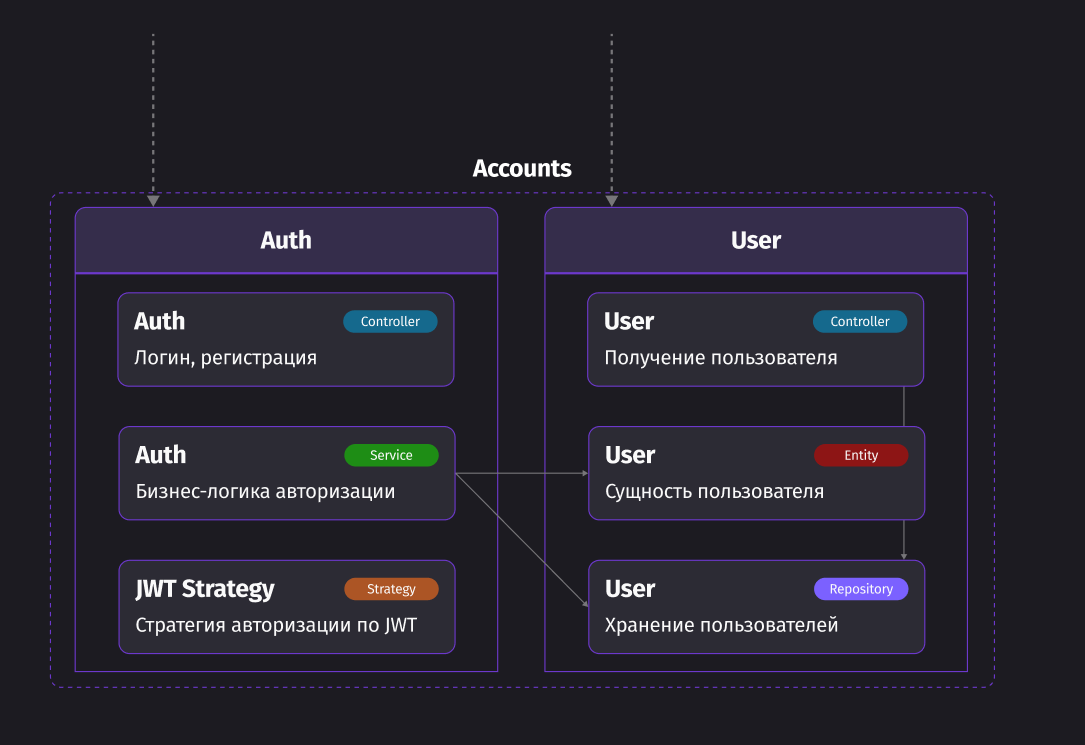 Accounts
Auth
Auth
Controller
Логин, регистрация
Auth
Service
Бизнес-логика авторизации
JWT Strategy
Strategy
Стратегия авторизации по JWT
User
User
Controller
Получение пользователя
User
Entity
Сущность пользователя
User
Repository
Хранение пользователей